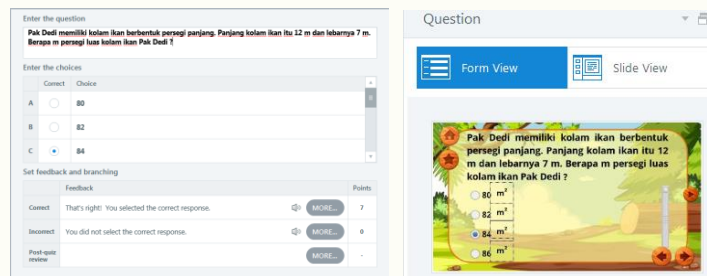 Enter the question
Pak Dedi memiliki kolam ikan berbentuk persegi panjang. Panjang kolam ikan itu 12 m dan lebarnya 7 m.
Berapa m persegi luas kolam ikan Pak Dedi ?
Enter the choices
Correct Choice
A 80
B 82
C 84
Set feedback and branching
Feedback Points
Correct That's right! You selected the correct response. MORE... 7
Incorrect You did not select the correct response. MORE... 0
Post-quiz
review MORE... -
Question
Form View Slide View
Pak Dedi memiliki kolam ikan berbentuk
persegi panjang. Panjang kolam ikan itu 12
m dan lebarnya 7 m. Berapa m persegi luas
kolam ikan Pak Dedi ?
80 m²
82 m²
84 m²
86 m²